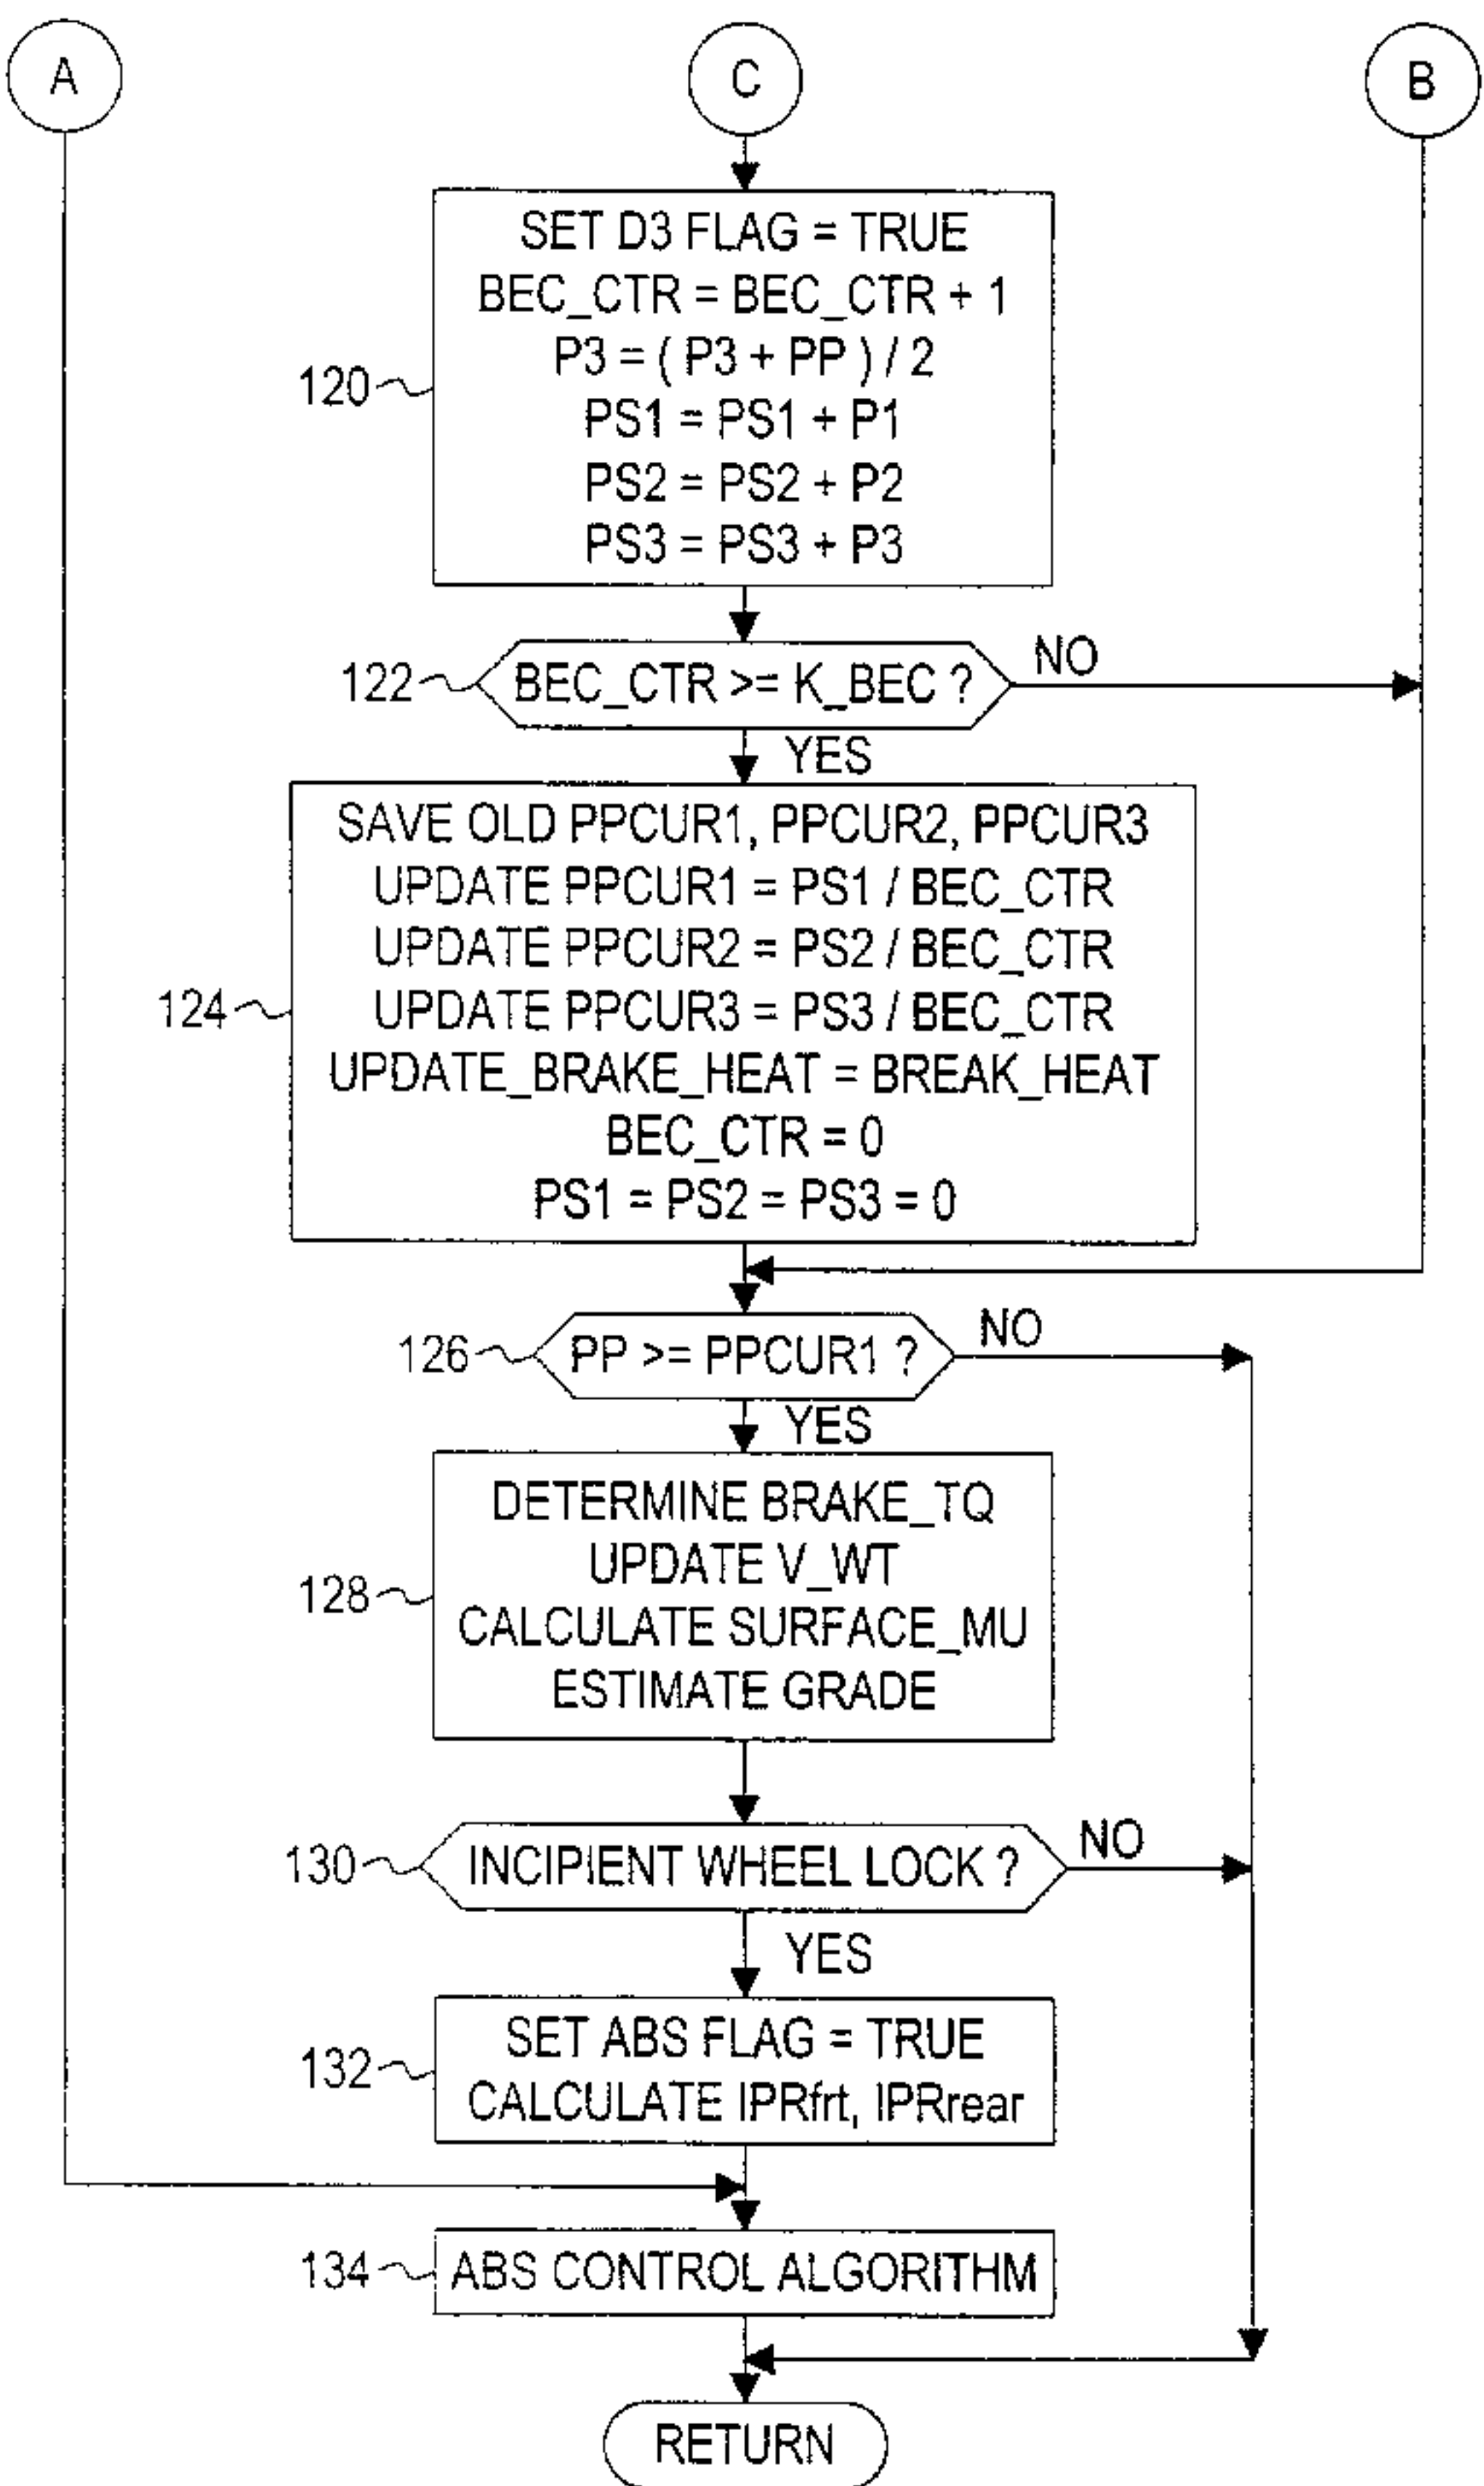 A
C
B
SET D3 FLAG = TRUE
BEC_CTR = BEC_CTR + 1
P3 = ( P3 + PP ) / 2
PS1 = PS1 + P1
PS2 = PS2 + P2
PS3 = PS3 + P3
120
122
BEC_CTR >= K_BEC ?
NO
YES
SAVE OLD PPCUR1, PPCUR2, PPCUR3
UPDATE PPCUR1 = PS1 / BEC_CTR
UPDATE PPCUR2 = PS2 / BEC_CTR
UPDATE PPCUR3 = PS3 / BEC_CTR
UPDATE_BRAKE_HEAT = BREAK_HEAT
BEC_CTR = 0
PS1 = PS2 = PS3 = 0
124
126
PP >= PPCUR1 ?
NO
YES
DETERMINE BRAKE_TQ
UPDATE V_WT
CALCULATE SURFACE_MU
ESTIMATE GRADE
128
130
INCIPIENT WHEEL LOCK ?
NO
YES
SET ABS FLAG = TRUE
CALCULATE IPRfrt, IPRrear
132
134
ABS CONTROL ALGORITHM
RETURN